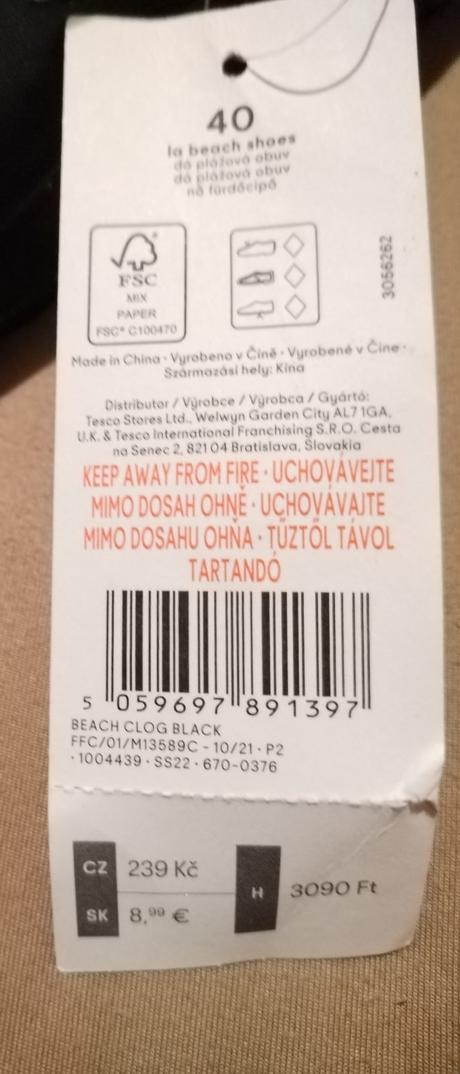 40
la beach shoes
dá plážová obuv
dá plážová obuv
nő fürdőcipő
FSC
MIX
PAPER
FSC® C100470
3056262
Made in China · Vyrobeno v Číně · Vyrobené v Číne ·
Származási hely: Kína
Distributor / Výrobce / Výrobca / Gyártó:
Tesco Stores Ltd., Welwyn Garden City AL7 1GA,
U.K. & Tesco International Franchising S.R.O. Cesta
na Senec 2, 821 04 Bratislava, Slovakia
KEEP AWAY FROM FIRE · UCHOVÁVEJTE
MIMO DOSAH OHNĚ · UCHOVÁVAJTE
MIMO DOSAHU OHŇA · TŰZTŐL TÁVOL
TARTANDÓ
5 059697 891397
BEACH CLOG BLACK
FFC/01/M13589C - 10/21 · P2
· 1004439 · SS22 · 670-0376
CZ 239 Kč
H 3090 Ft
SK 8,99 €